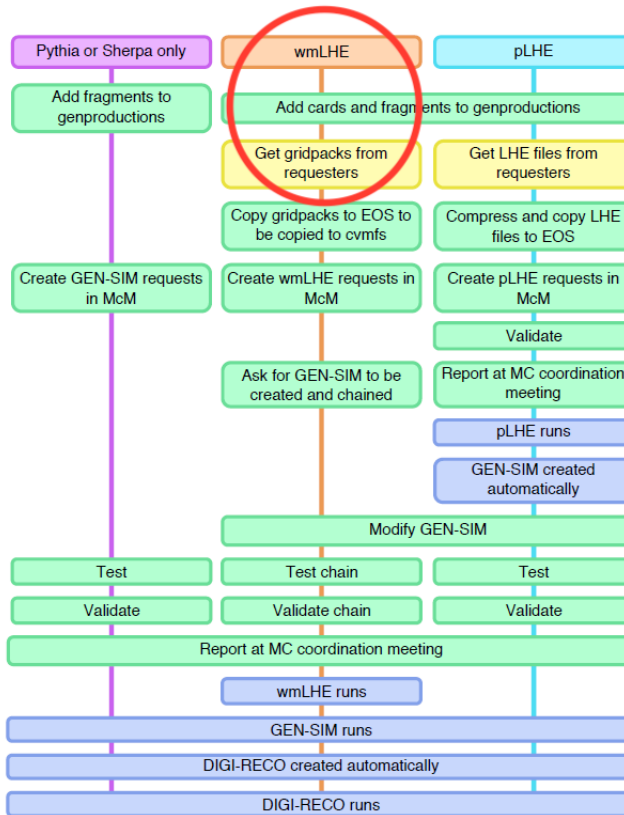 Pythia or Sherpa only
wmLHE
pLHE
Add fragments to
genproductions
Add cards and fragments to genproductions
Get gridpacks from
requesters
Get LHE files from
requesters
Copy gridpacks to EOS to
be copied to cvmfs
Compress and copy LHE
files to EOS
Create GEN-SIM requests
in McM
Create wmLHE requests in
McM
Create pLHE requests in
McM
Validate
Ask for GEN-SIM to be
created and chained
Report at MC coordination
meeting
pLHE runs
GEN-SIM created
automatically
Modify GEN-SIM
Test
Test chain
Test
Validate
Validate chain
Validate
Report at MC coordination meeting
wmLHE runs
GEN-SIM runs
DIGI-RECO created automatically
DIGI-RECO runs